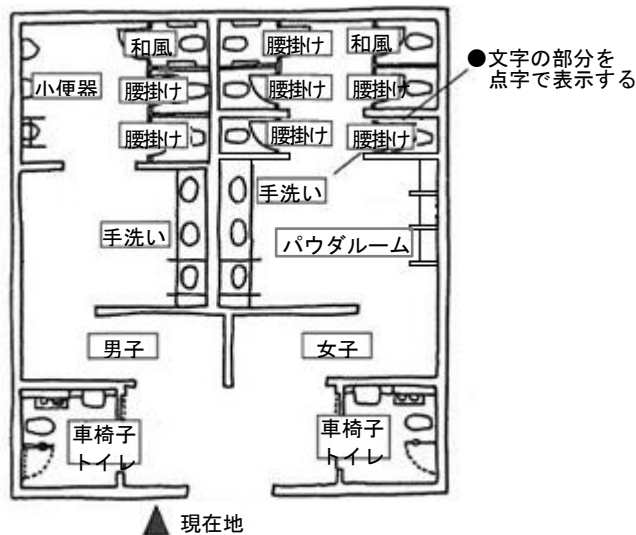 和風
腰掛け
和風
小便器
腰掛け
腰掛け
腰掛け
腰掛け
腰掛け
腰掛け
●文字の部分を
点字で表示する
手洗い
手洗い
パウダルーム
男子
女子
車椅子
トイレ
車椅子
トイレ
▲ 現在地